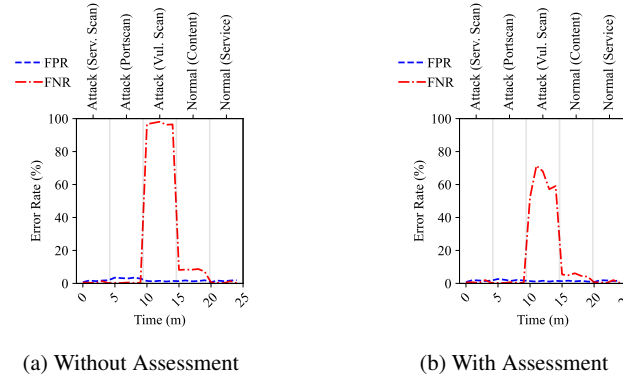 FPR
FNR
Attack (Serv. Scan)
Attack (Portscan)
Attack (Vul. Scan)
Normal (Content)
Normal (Service)
Error Rate (%)
100
80
60
40
20
0
0
5
10
15
20
25
Time (m)
(a) Without Assessment
FPR
FNR
Attack (Serv. Scan)
Attack (Portscan)
Attack (Vul. Scan)
Normal (Content)
Normal (Service)
Error Rate (%)
100
80
60
40
20
0
0
5
10
15
20
Time (m)
(b) With Assessment